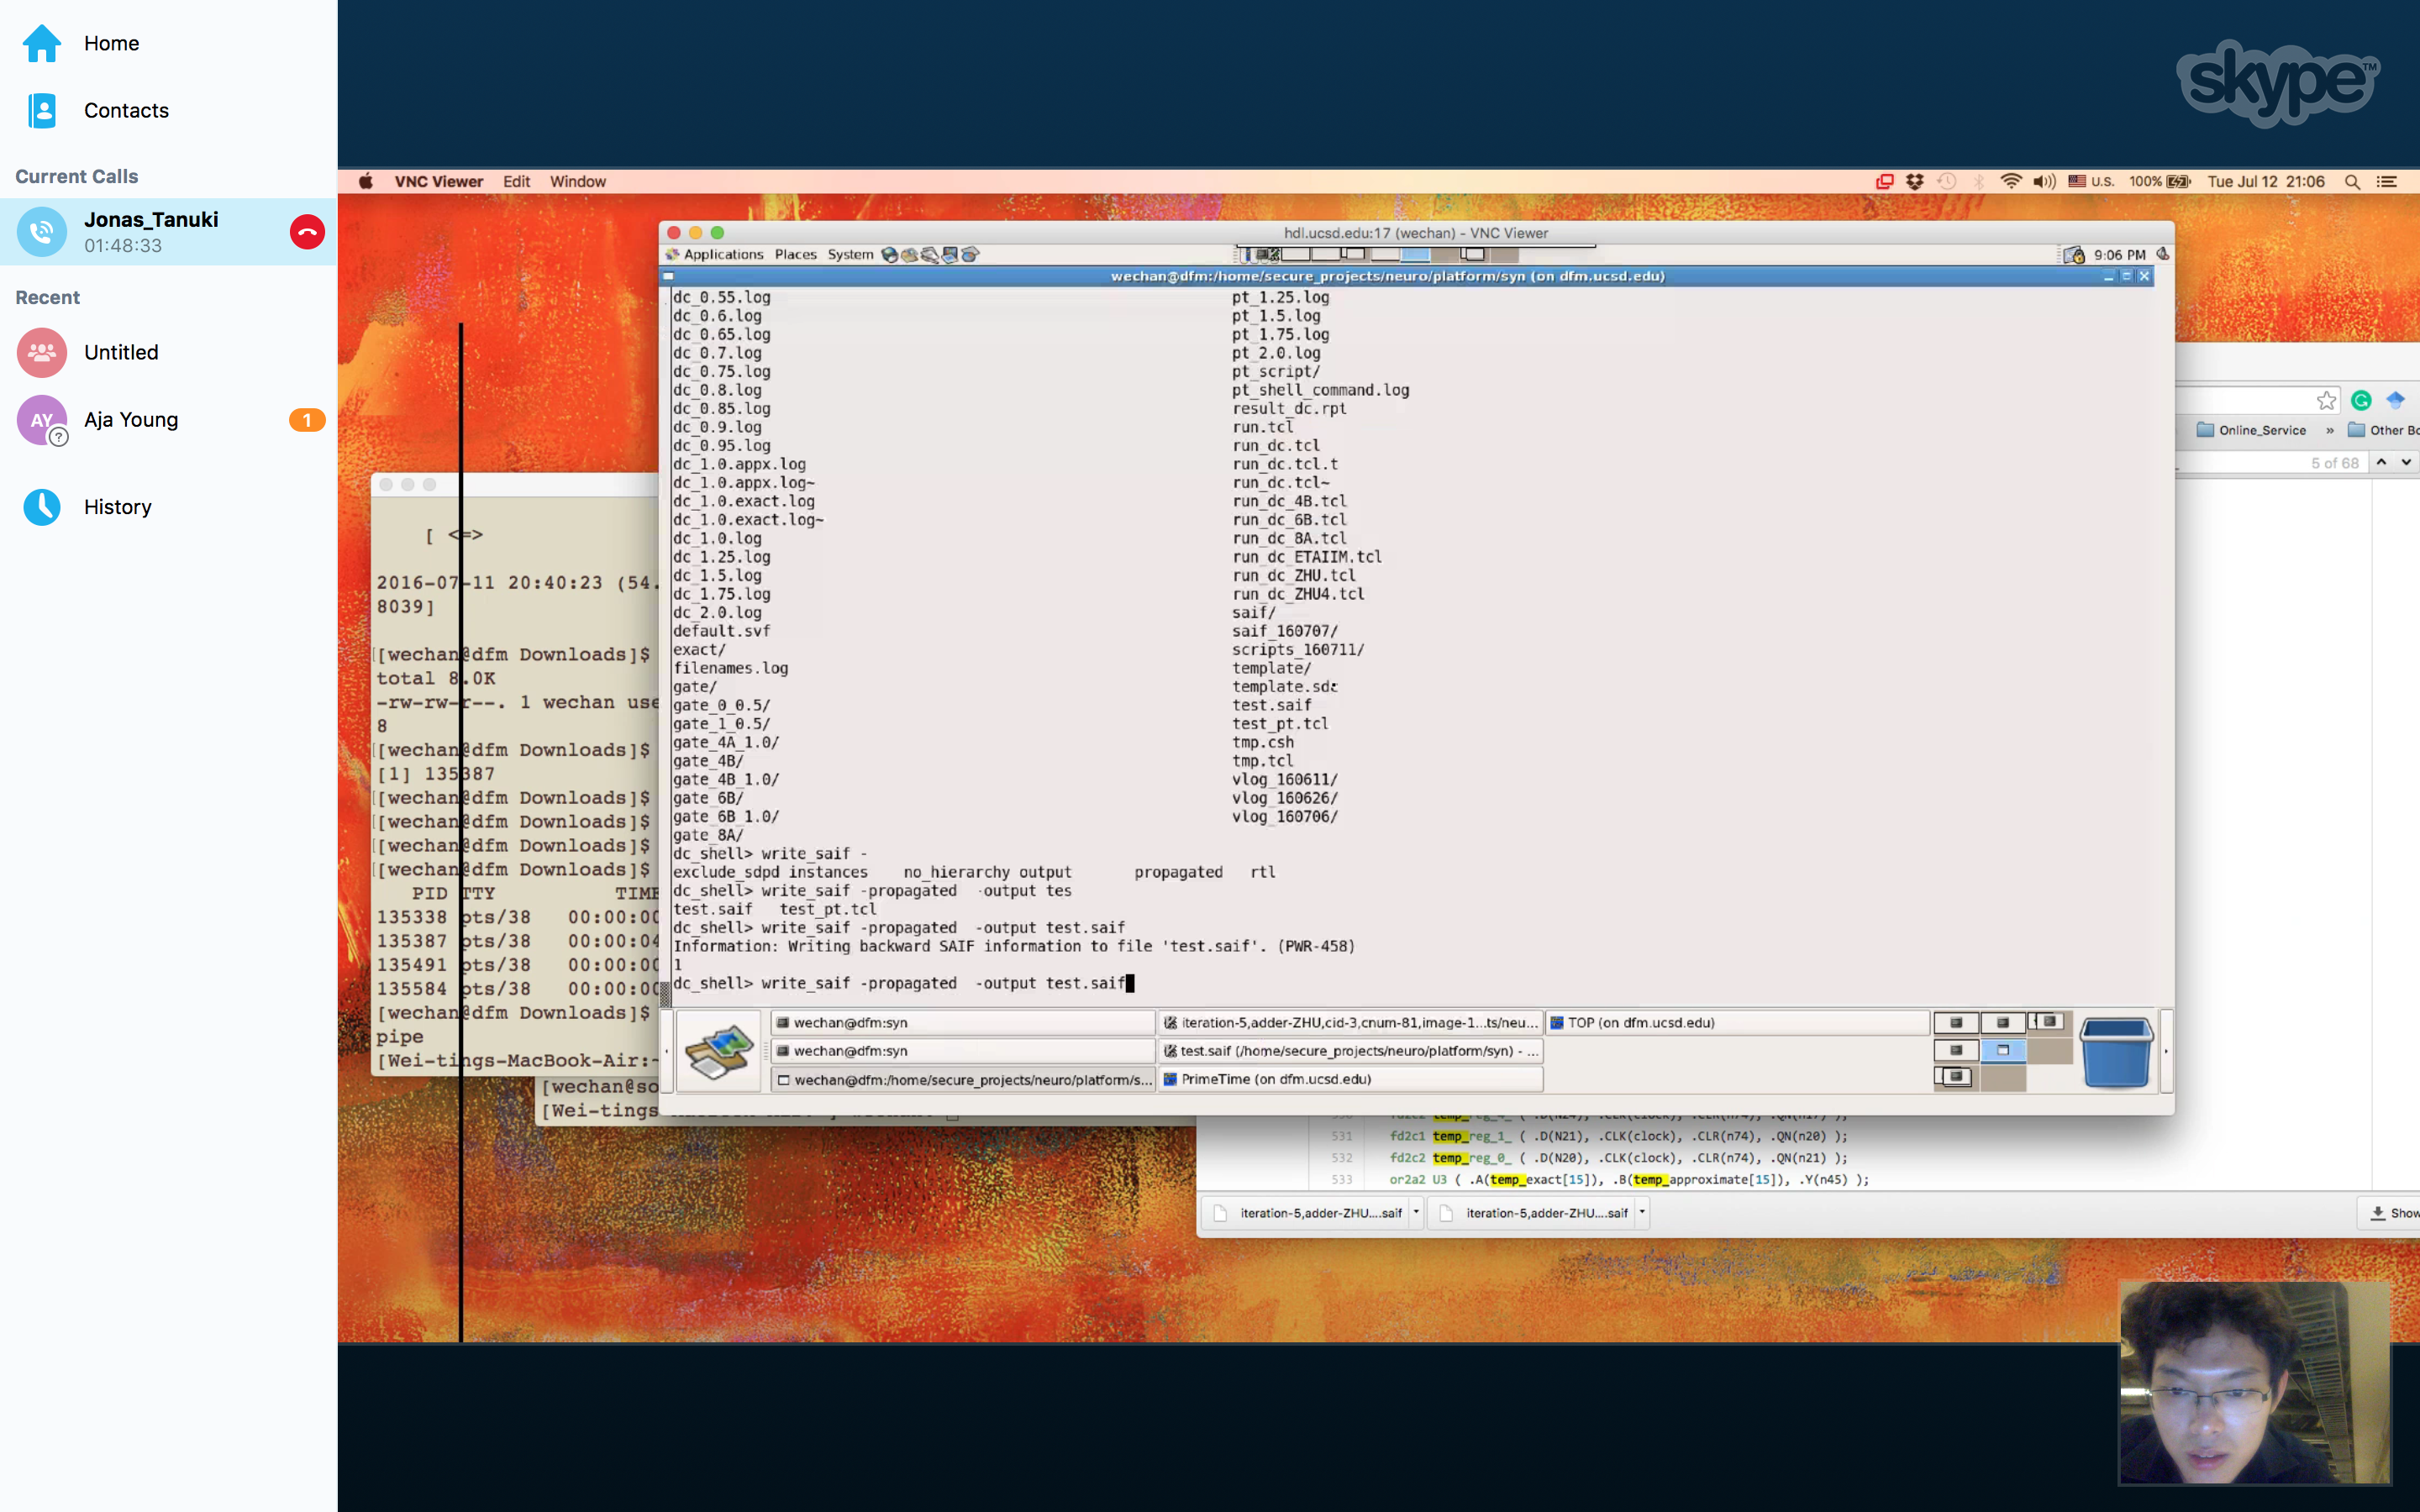 Home
Contacts
Current Calls
Jonas_Tanuki
01:48:33
Recent
Untitled
AY
?
Aja Young
1
History
skype™
VNC Viewer Edit Window
U.S. 100% Tue Jul 12 21:06
hdl.ucsd.edu:17 (wechan) - VNC Viewer
Applications Places System
9:06 PM
wechan@dfm:/home/secure_projects/neuro/platform/syn (on dfm.ucsd.edu)
dc_0.55.log pt_1.25.log
dc_0.6.log pt_1.5.log
dc_0.65.log pt_1.75.log
dc_0.7.log pt_2.0.log
dc_0.75.log pt_script/
dc_0.8.log pt_shell_command.log
dc_0.85.log result_dc.rpt
dc_0.9.log run.tcl
dc_0.95.log run_dc.tcl
dc_1.0.appx.log run_dc.tcl.t
dc_1.0.appx.log~ run_dc.tcl~
dc_1.0.exact.log run_dc_4B.tcl
dc_1.0.exact.log~ run_dc_6B.tcl
dc_1.0.log run_dc_8A.tcl
dc_1.25.log run_dc_ETAIIM.tcl
dc_1.5.log run_dc_ZHU.tcl
dc_1.75.log run_dc_ZHU4.tcl
dc_2.0.log saif/
default.svf saif_160707/
exact/ scripts_160711/
filenames.log template/
gate/ template.sdc
gate_0_0.5/ test.saif
gate_1_0.5/ test_pt.tcl
gate_4A_1.0/ tmp.csh
gate_4B/ tmp.tcl
gate_4B_1.0/ vlog_160611/
gate_6B/ vlog_160626/
gate_6B_1.0/ vlog_160706/
gate_8A/
dc_shell> write_saif -
exclude_sdpd instances no_hierarchy output propagated rtl
dc_shell> write_saif -propagated -output tes
test.saif test_pt.tcl
dc_shell> write_saif -propagated -output test.saif
Information: Writing backward SAIF information to file 'test.saif'. (PWR-458)
1
dc_shell> write_saif -propagated -output test.saif
wechan@dfm:syn
iteration-5,adder-ZHU,cid-3,cnum-81,image-1...ts/neu...
TOP (on dfm.ucsd.edu)
wechan@dfm:syn
test.saif (/home/secure_projects/neuro/platform/syn) - ...
wechan@dfm:/home/secure_projects/neuro/platform/s...
PrimeTime (on dfm.ucsd.edu)
[ <=>
2016-07-11 20:40:23 (54.
8039]
[wechan@dfm Downloads]$
total 8.0K
-rw-rw-r--. 1 wechan use
8
[wechan@dfm Downloads]$
[1] 135387
[wechan@dfm Downloads]$
[wechan@dfm Downloads]$
[wechan@dfm Downloads]$
[wechan@dfm Downloads]$
PID TTY TIME
135338 pts/38 00:00:00
135387 pts/38 00:00:04
135491 pts/38 00:00:00
135584 pts/38 00:00:00
[wechan@dfm Downloads]$
pipe
[Wei-tings-MacBook-Air:~
[wechan@so
[Wei-tings
Online_Service » Other Bo
5 of 68
531 fd2c1 temp_reg_1_ ( .D(N21), .CLK(clock), .CLR(n74), .QN(n20) );
532 fd2c2 temp_reg_0_ ( .D(N20), .CLK(clock), .CLR(n74), .QN(n21) );
533 or2a2 U3 ( .A(temp_exact[15]), .B(temp_approximate[15]), .Y(n45) );
iteration-5,adder-ZHU....saif
iteration-5,adder-ZHU....saif
Show